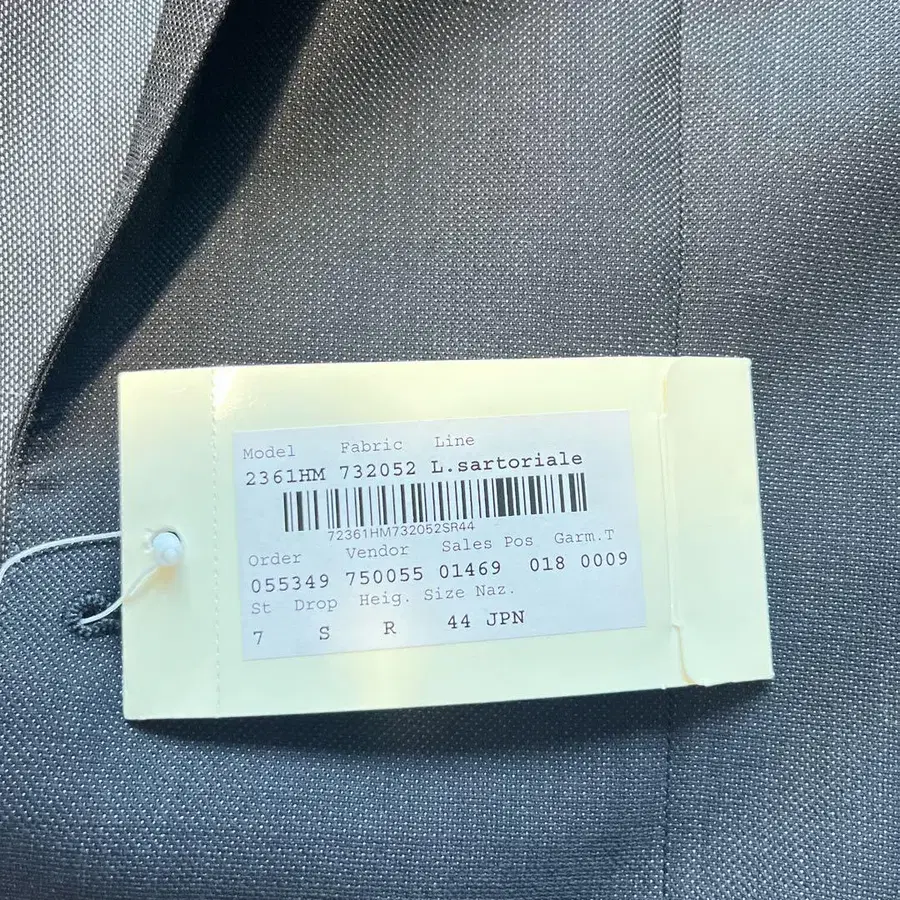 Model Fabric Line
2361HM 732052 L.sartoriale
72361HM732052SR44
Order Vendor Sales Pos Garm.T
055349 750055 01469 018 0009
St Drop Heig. Size Naz.
7 S R 44 JPN